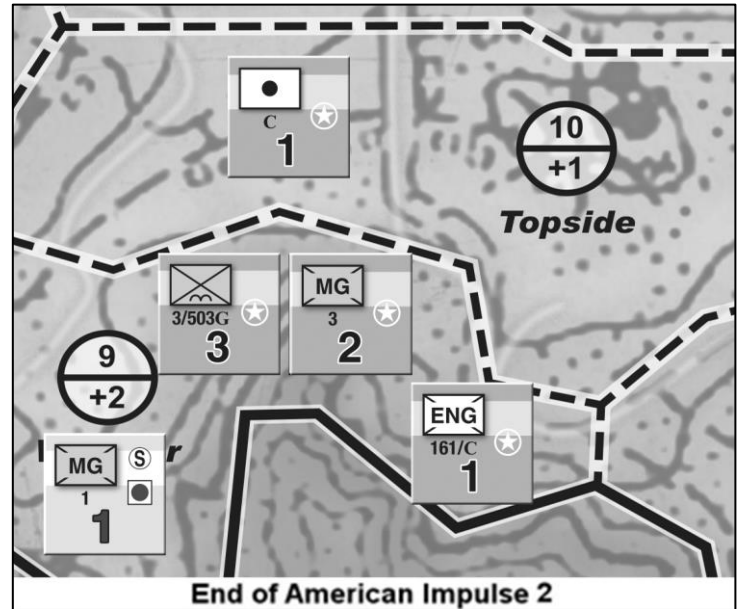 C
1
10
+1
Topside
3/503G
3
MG
3
2
9
+2
ENG
161/C
1
MG
S
1
1
End of American Impulse 2